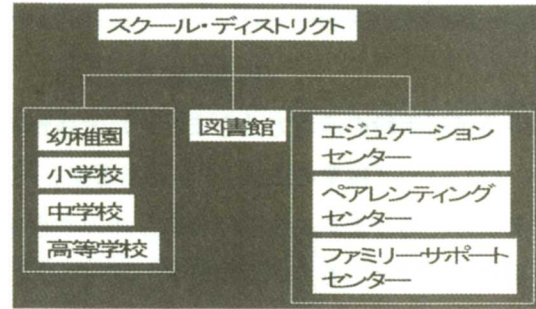 スクール・ディストリクト
幼稚園
小学校
中学校
高等学校
図書館
エジュケーション
センター
ペアレンティング
センター
ファミリーサポート
センター